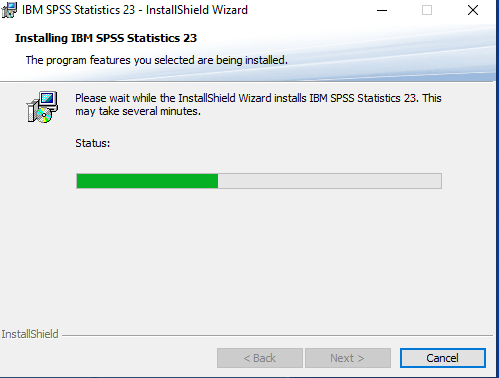 IBM SPSS Statistics 23 - InstallShield Wizard
Installing IBM SPSS Statistics 23
The program features you selected are being installed.
Please wait while the InstallShield Wizard installs IBM SPSS Statistics 23. This
may take several minutes.
Status:
InstallShield
< Back Next > Cancel